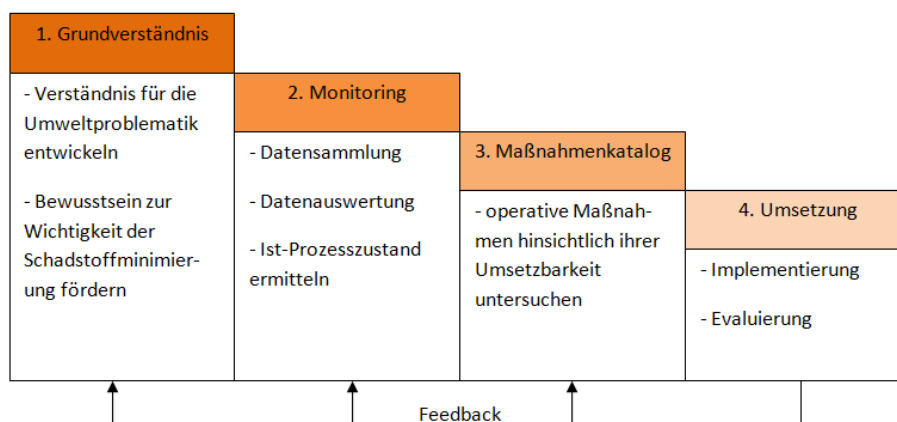 1. Grundverständnis
- Verständnis für die
Umweltproblematik
entwickeln
- Bewusstsein zur
Wichtigkeit der
Schadstoffminimier-
ung fördern
2. Monitoring
- Datensammlung
- Datenauswertung
- Ist-Prozesszustand
ermitteln
3. Maßnahmenkatalog
- operative Maßnah-
men hinsichtlich ihrer
Umsetzbarkeit
untersuchen
4. Umsetzung
- Implementierung
- Evaluierung
Feedback